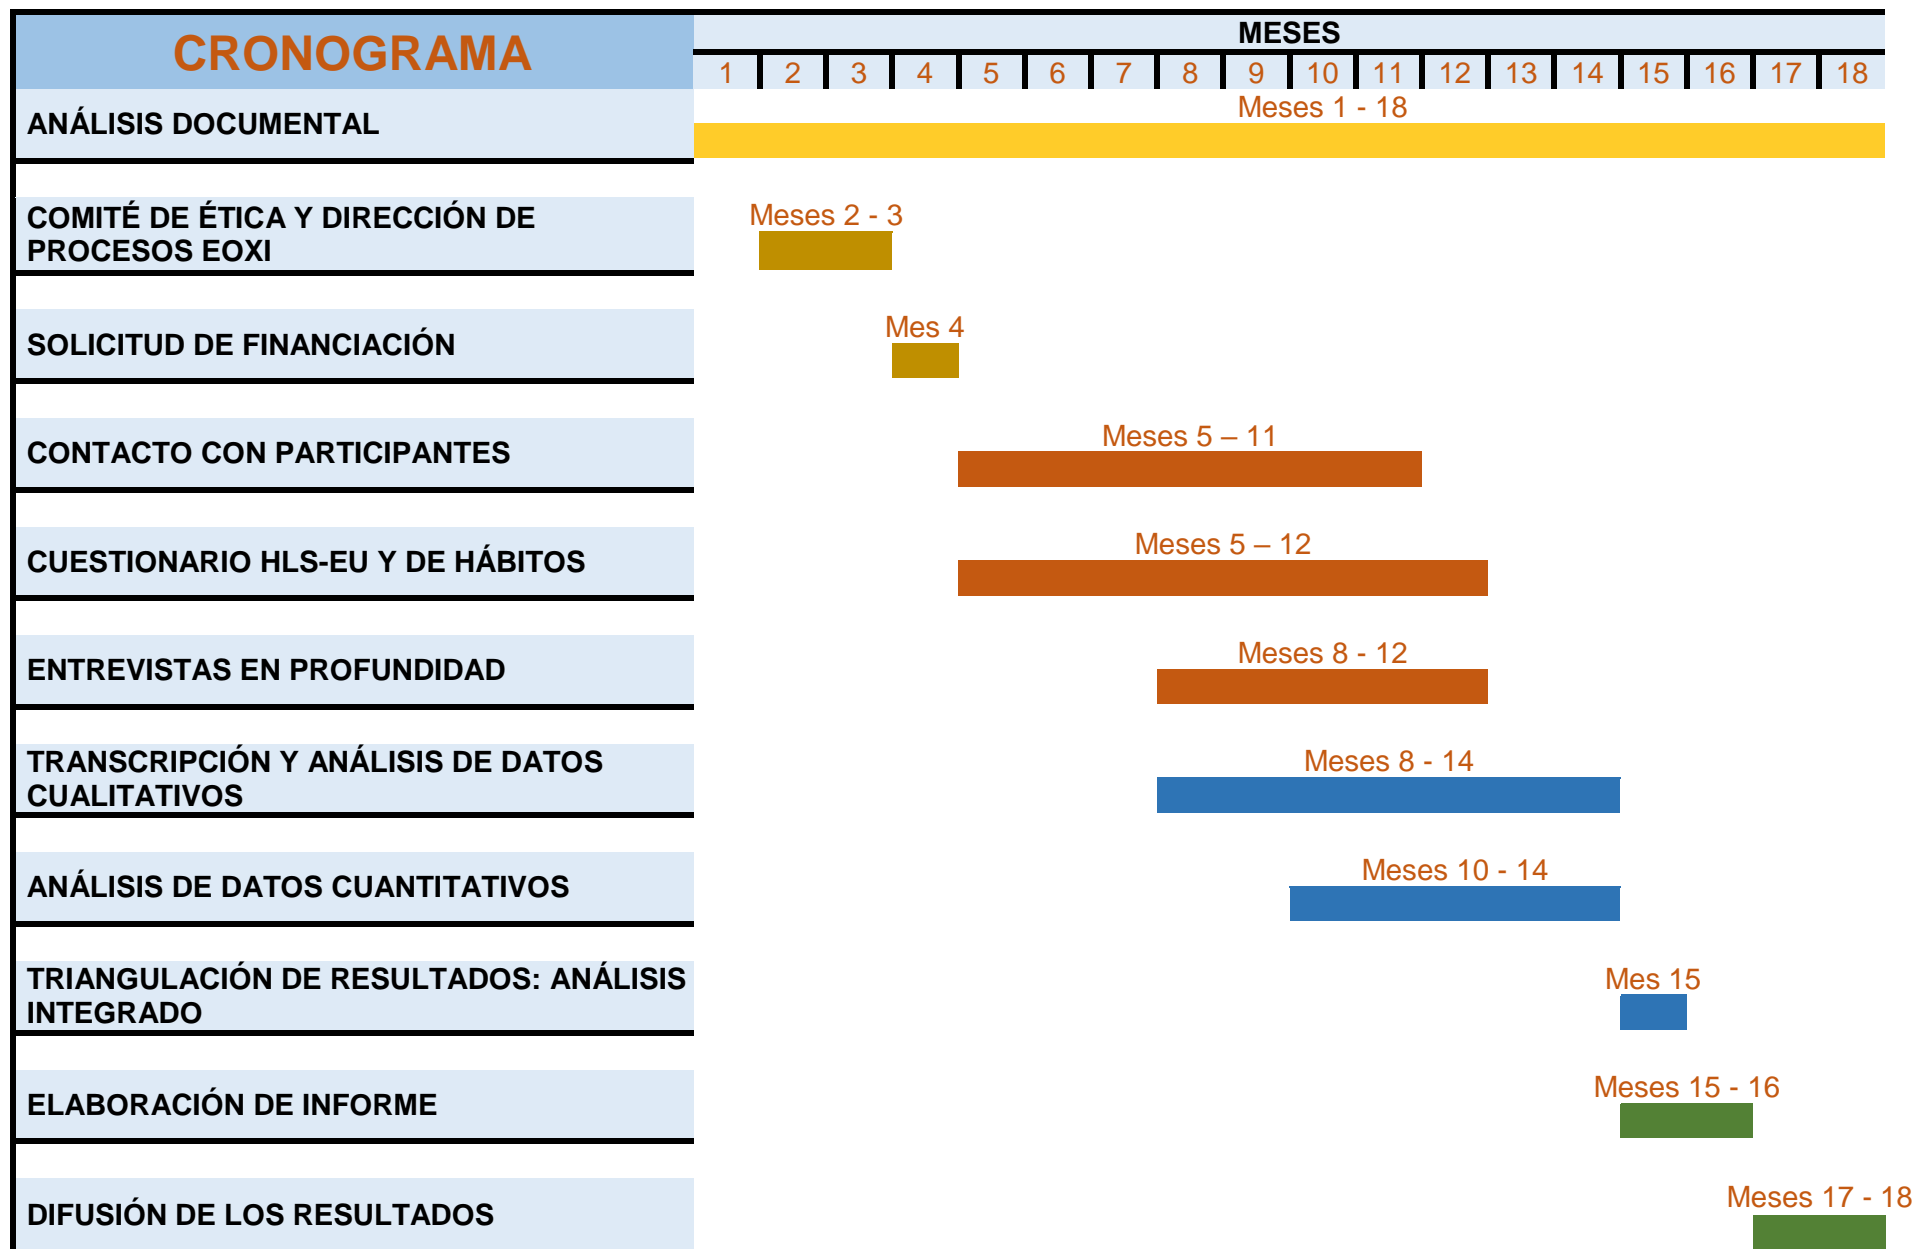 CRONOGRAMA
MESES
1 2 3 4 5 6 7 8 9 10 11 12 13 14 15 16 17 18
ANÁLISIS DOCUMENTAL
Meses 1 - 18
COMITÉ DE ÉTICA Y DIRECCIÓN DE
PROCESOS EOXI
Meses 2 - 3
SOLICITUD DE FINANCIACIÓN
Mes 4
CONTACTO CON PARTICIPANTES
Meses 5 – 11
CUESTIONARIO HLS-EU Y DE HÁBITOS
Meses 5 – 12
ENTREVISTAS EN PROFUNDIDAD
Meses 8 - 12
TRANSCRIPCIÓN Y ANÁLISIS DE DATOS
CUALITATIVOS
Meses 8 - 14
ANÁLISIS DE DATOS CUANTITATIVOS
Meses 10 - 14
TRIANGULACIÓN DE RESULTADOS: ANÁLISIS
INTEGRADO
Mes 15
ELABORACIÓN DE INFORME
Meses 15 - 16
DIFUSIÓN DE LOS RESULTADOS
Meses 17 - 18